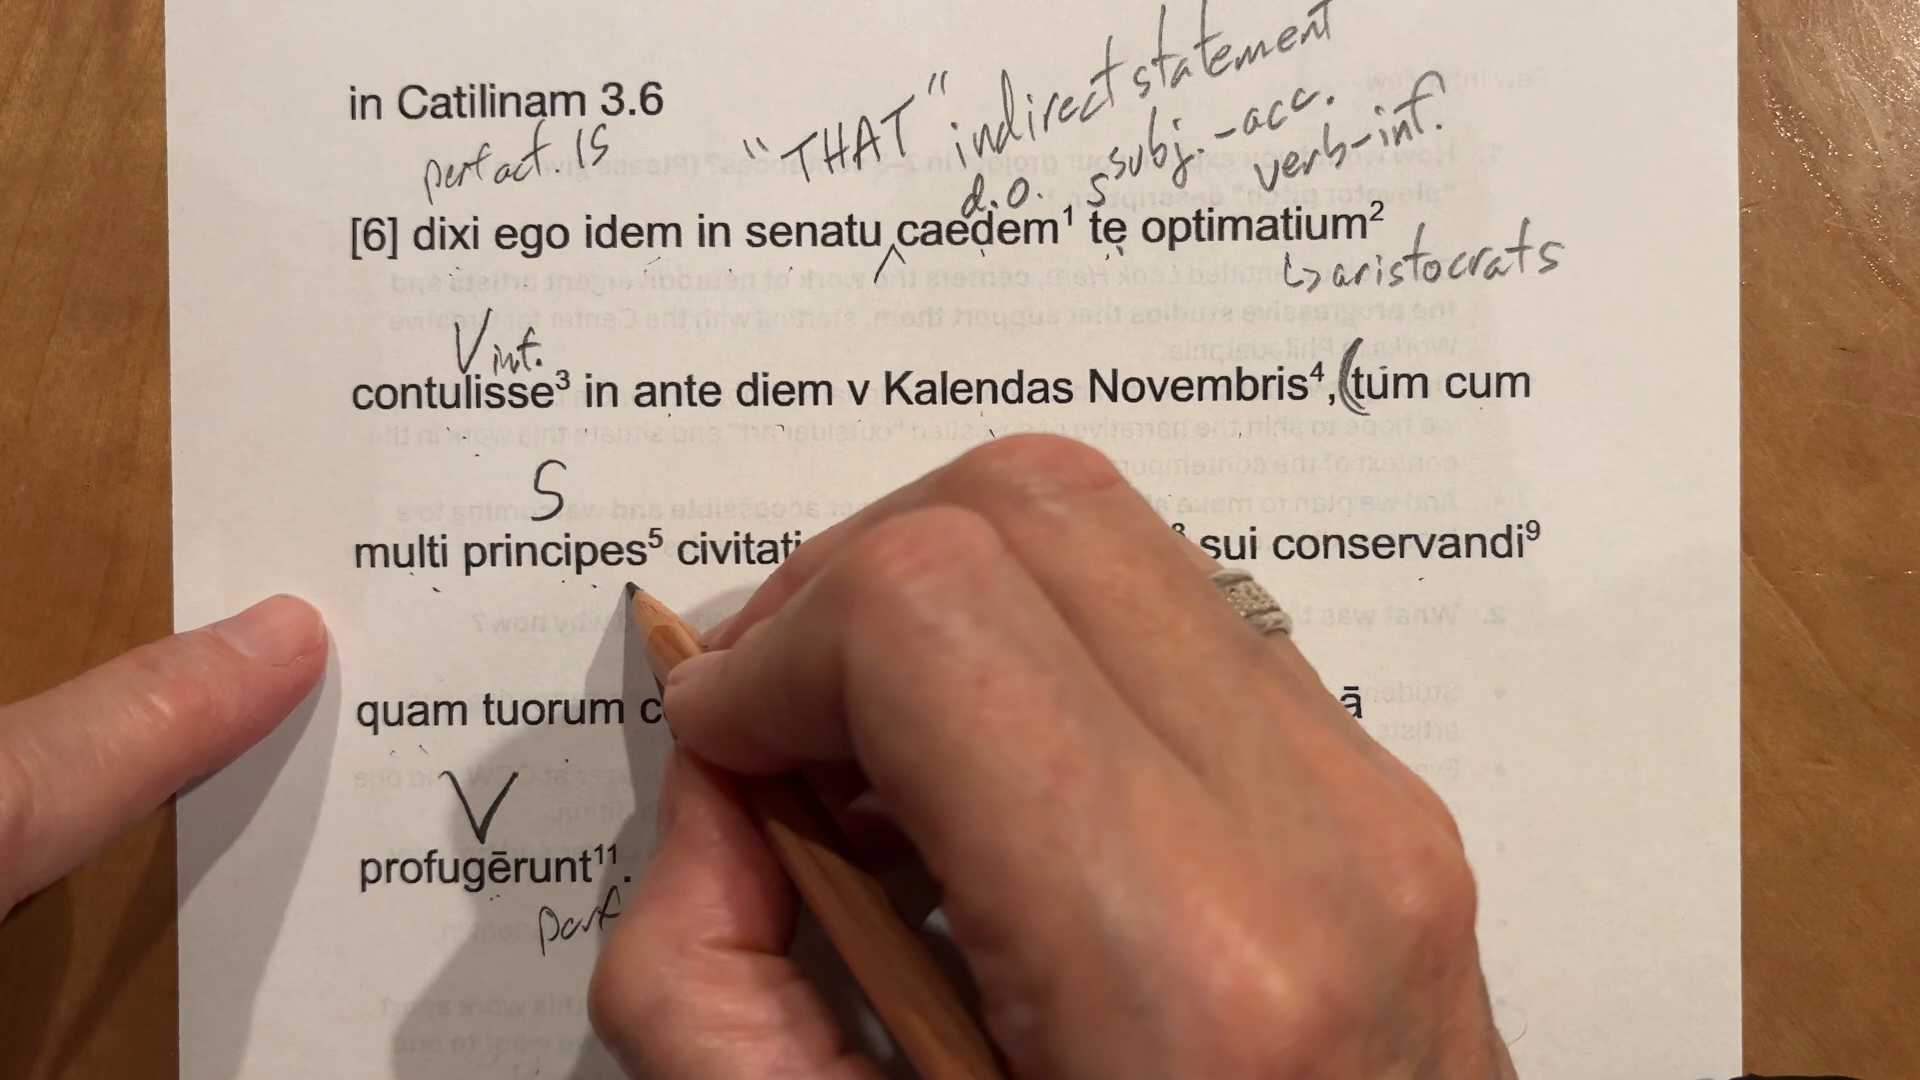 in Catilinam 3.6
"THAT" indirect statement
perf act. 1S
subj. - acc.
verb - inf.
d.o. S
[6] dixi ego idem in senatu caedem¹ te optimatium²
↳ aristocrats
V inf.
contulisse³ in ante diem v Kalendas Novembris⁴, (tum cum
S
multi principes⁵ sui conservandi⁹
quam tuorum
V
profugērunt¹¹.